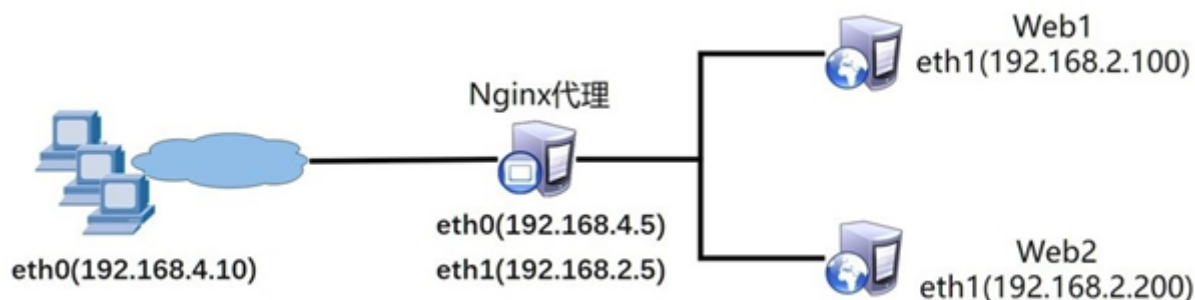 Web1
eth1(192.168.2.100)
Nginx代理
eth0(192.168.4.5)
eth1(192.168.2.5)
eth0(192.168.4.10)
Web2
eth1(192.168.2.200)